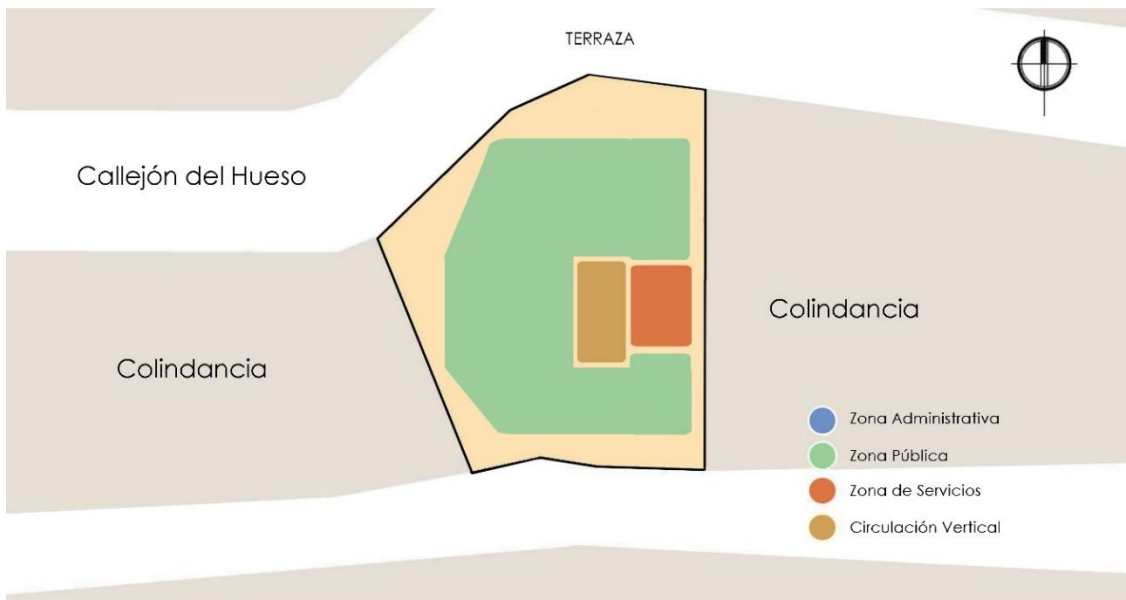 TERRAZA
Callejón del Hueso
Colindancia
Colindancia
Zona Administrativa
Zona Pública
Zona de Servicios
Circulación Vertical